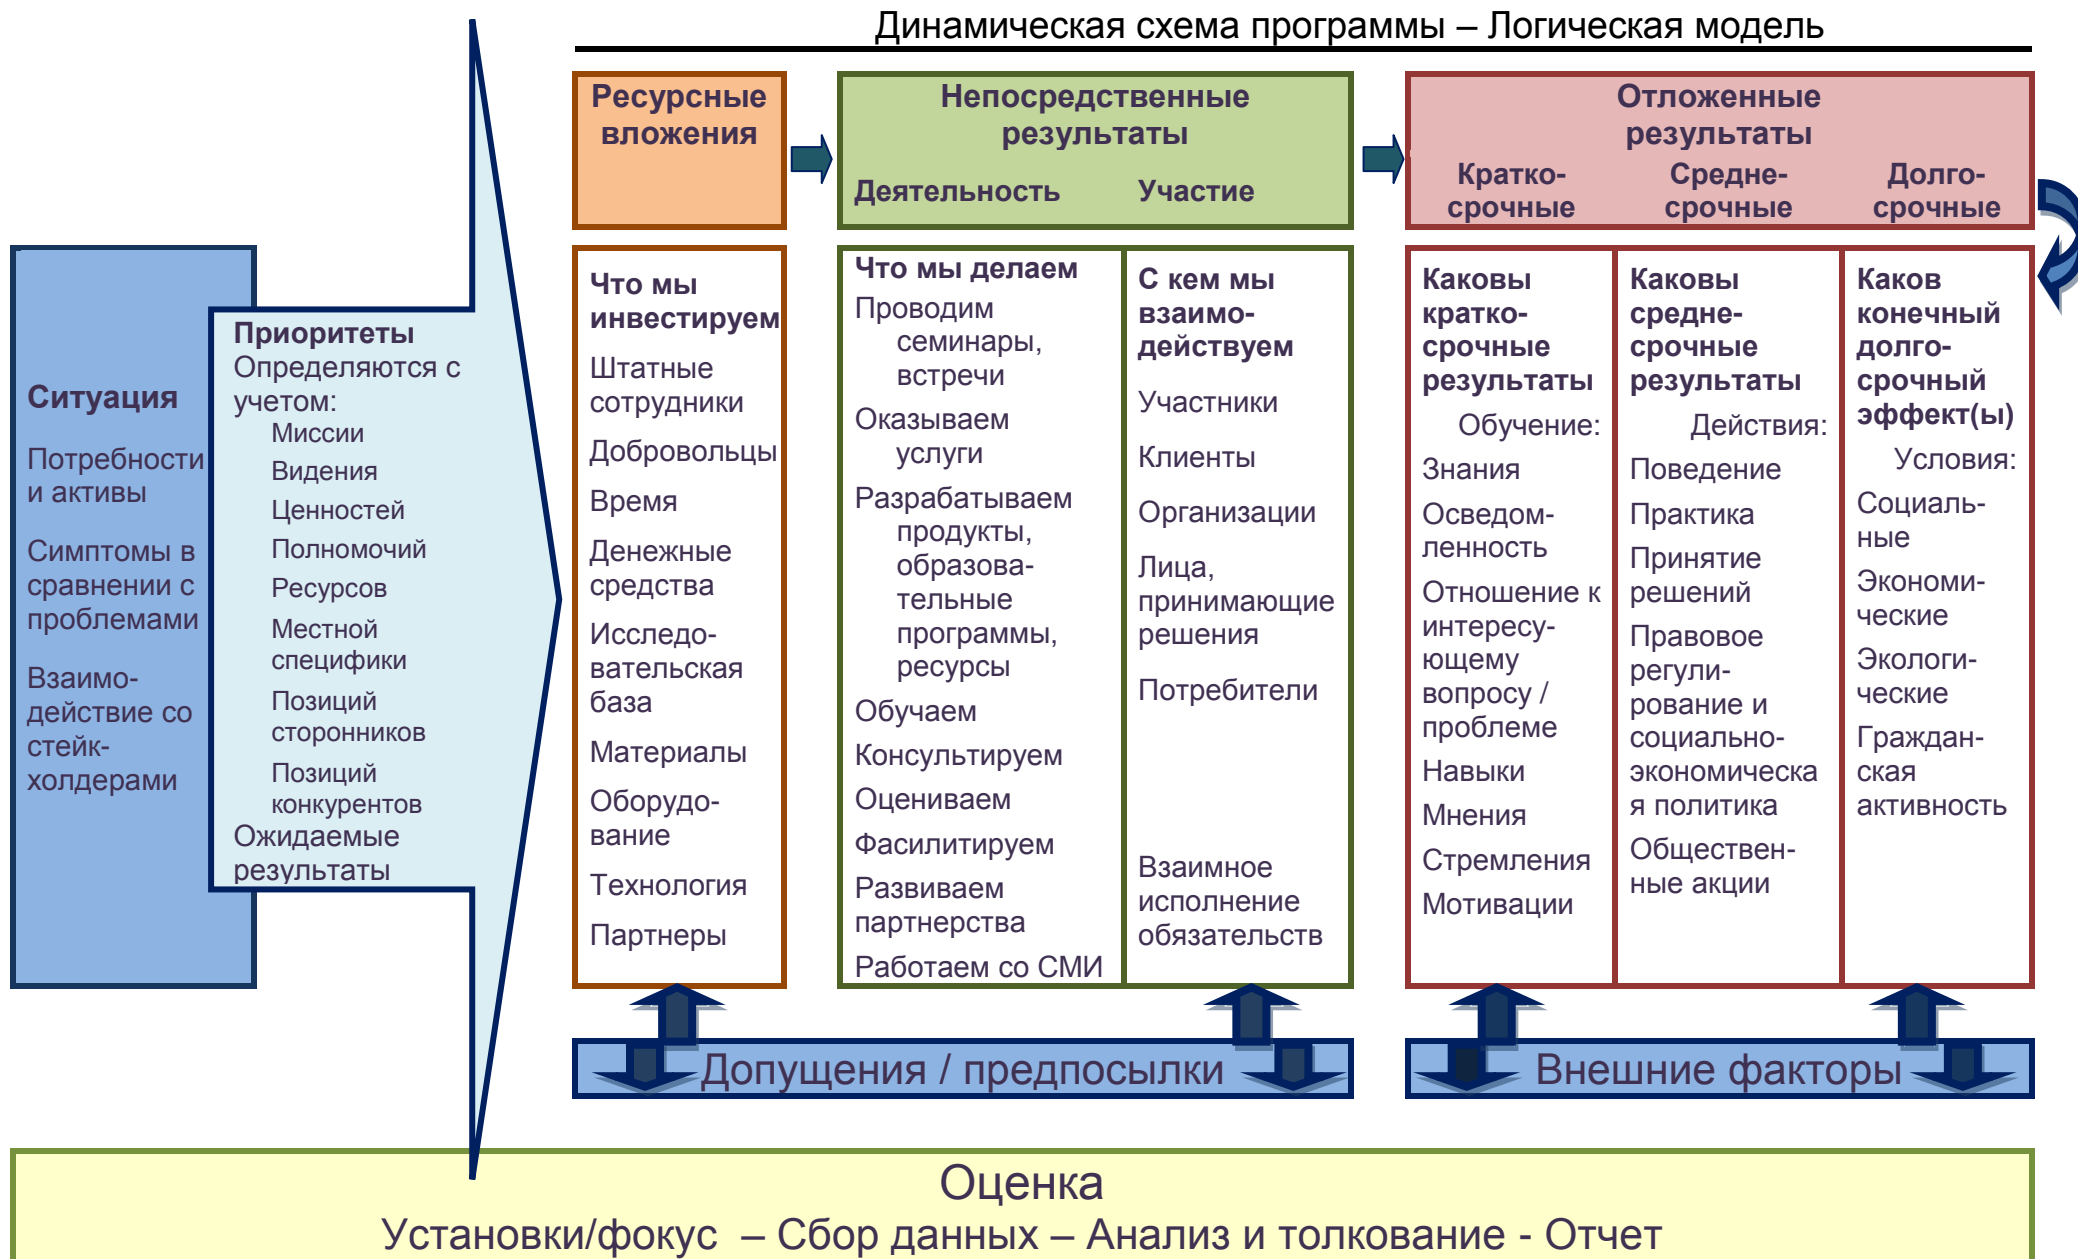 Динамическая схема программы – Логическая модель
Ситуация
Потребности
и активы
Симптомы в
сравнении с
проблемами
Взаимо-
действие со
стейк-
холдерами
Приоритеты
Определяются с
учетом:
Миссии
Видения
Ценностей
Полномочий
Ресурсов
Местной
специфики
Позиций
сторонников
Позиций
конкурентов
Ожидаемые
результаты
Ресурсные
вложения
Что мы
инвестируем
Штатные
сотрудники
Добровольцы
Время
Денежные
средства
Исследо-
вательская
база
Материалы
Оборудо-
вание
Технология
Партнеры
Непосредственные
результаты
Деятельность
Участие
Что мы делаем
Проводим
семинары,
встречи
Оказываем
услуги
Разрабатываем
продукты,
образова-
тельные
программы,
ресурсы
Обучаем
Консультируем
Оцениваем
Фасилитируем
Развиваем
партнерства
Работаем со СМИ
С кем мы
взаимо-
действуем
Участники
Клиенты
Организации
Лица,
принимающие
решения
Потребители
Взаимное
исполнение
обязательств
Отложенные
результаты
Кратко-
срочные
Средне-
срочные
Долго-
срочные
Каковы
кратко-
срочные
результаты
Обучение:
Знания
Осведом-
ленность
Отношение к
интересу-
ющему
вопросу /
проблеме
Навыки
Мнения
Стремления
Мотивации
Каковы
средне-
срочные
результаты
Действия:
Поведение
Практика
Принятие
решений
Правовое
регули-
рование и
социально-
экономическа
я политика
Обществен-
ные акции
Каков
конечный
долго-
срочный
эффект(ы)
Условия:
Социаль-
ные
Экономи-
ческие
Экологи-
ческие
Граждан-
ская
активность
Допущения / предпосылки
Внешние факторы
Оценка
Установки/фокус – Сбор данных – Анализ и толкование - Отчет